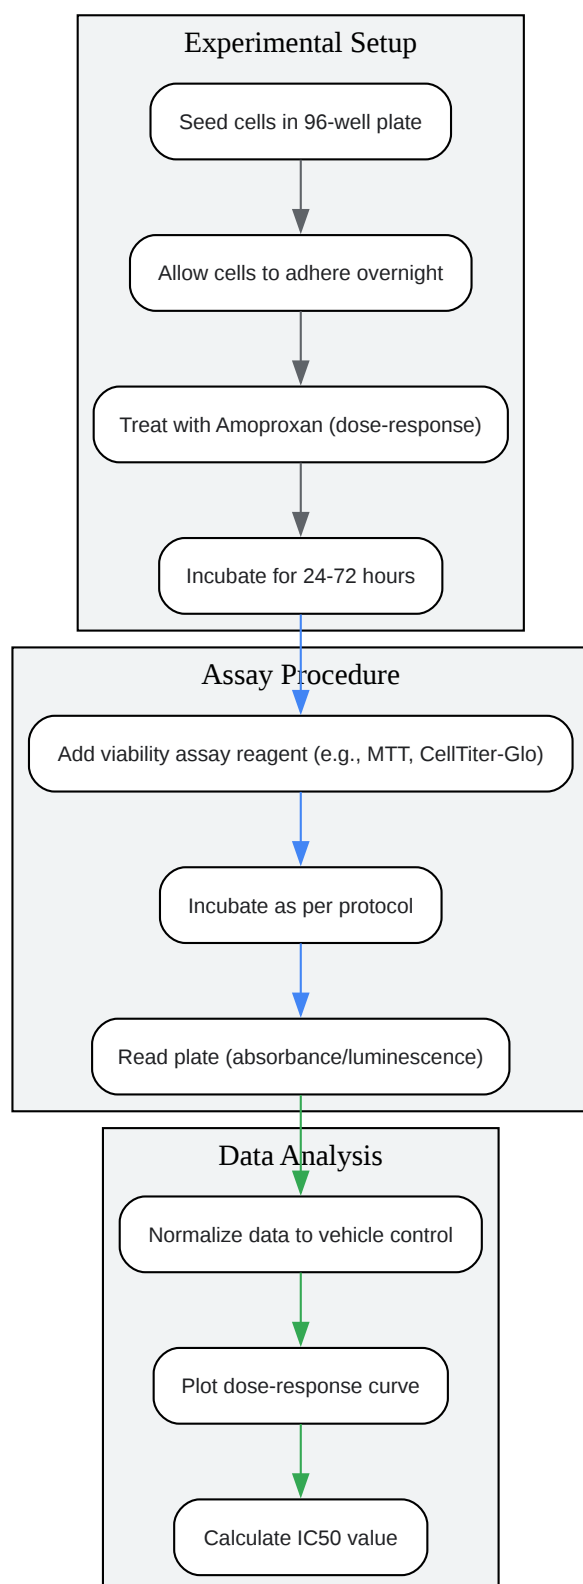 Experimental Setup
Seed cells in 96-well plate
Allow cells to adhere overnight
Treat with Amoproxan (dose-response)
Incubate for 24-72 hours
Assay Procedure
Add viability assay reagent (e.g., MTT, CellTiter-Glo)
Incubate as per protocol
Read plate (absorbance/luminescence)
Data Analysis
Normalize data to vehicle control
Plot dose-response curve
Calculate IC50 value